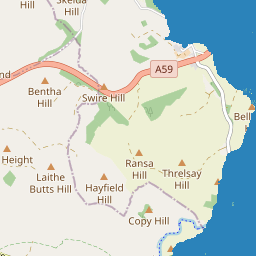 Skelda
Hill
A59
nd
Bentha
Hill
Swire Hill
Bell
Height
Laithe
Butts Hill
Ransa
Hill
Threlsay
Hill
Hayfield
Hill
Copy Hill